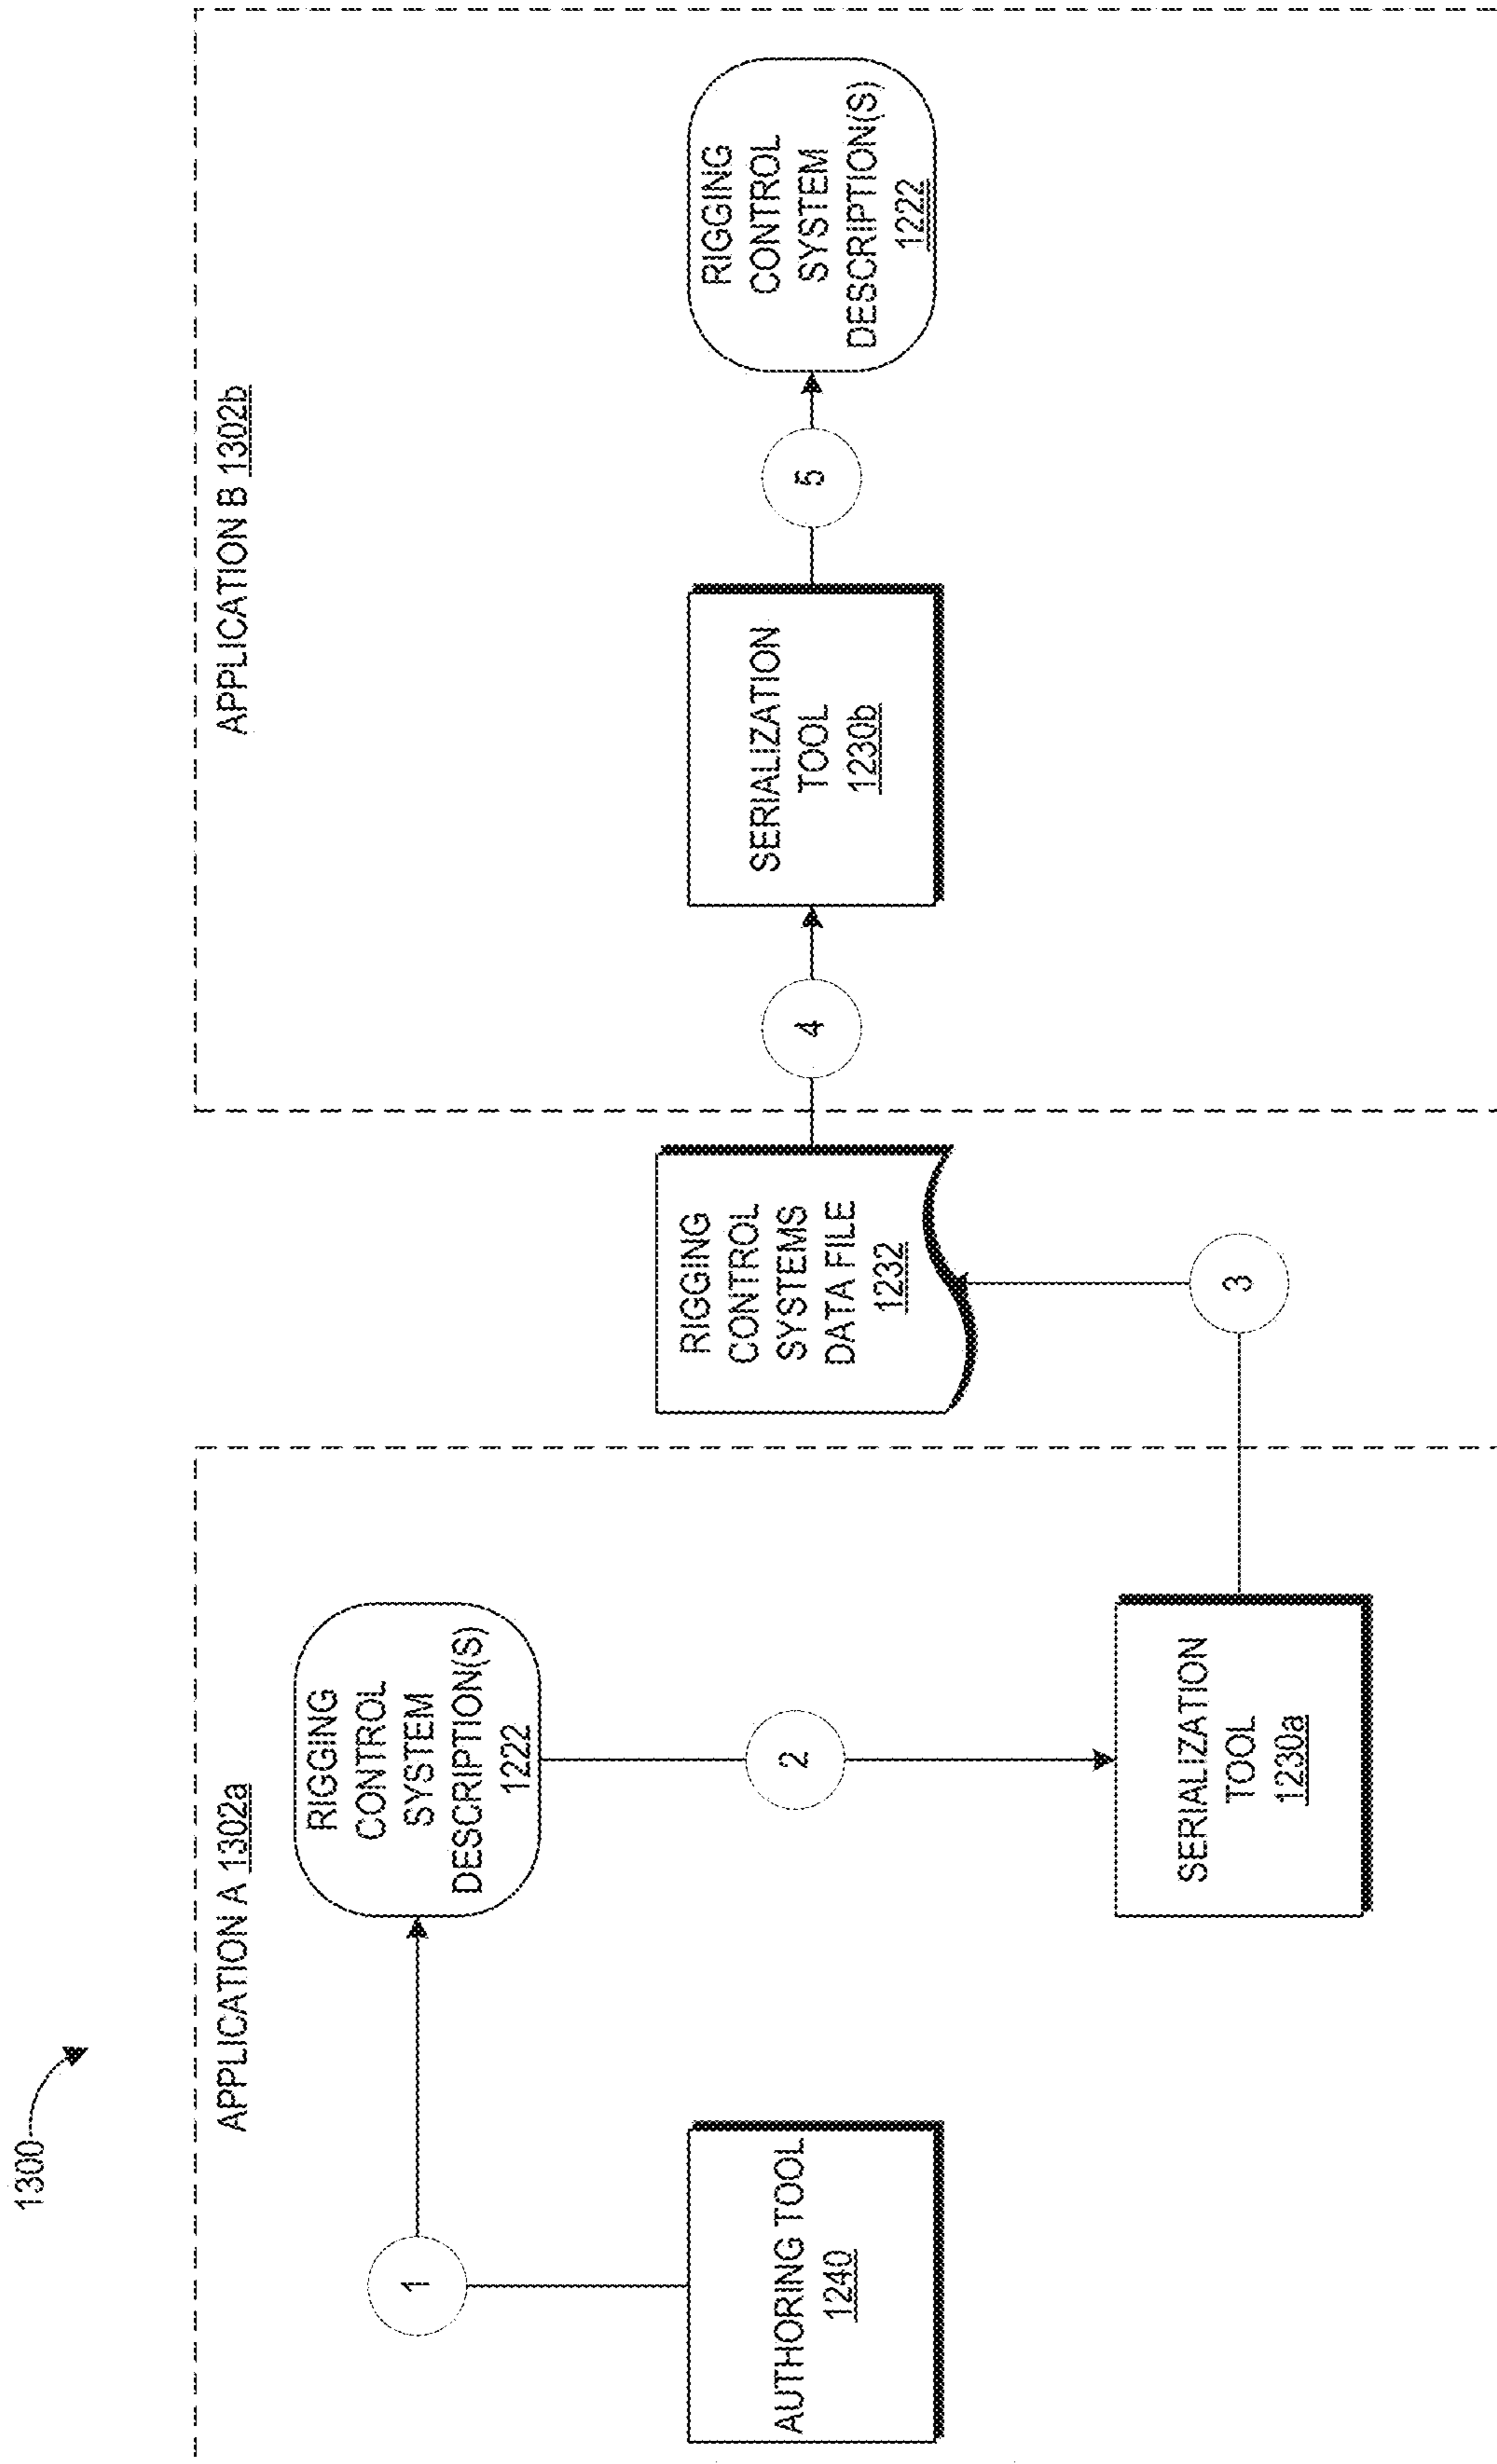 1300
APPLICATION A 1302a
AUTHORING TOOL
1240
1
RIGGING
CONTROL
SYSTEM
DESCRIPTION(S)
1222
2
SERIALIZATION
TOOL
1230a
3
RIGGING
CONTROL
SYSTEMS
DATA FILE
1232
APPLICATION B 1302b
4
SERIALIZATION
TOOL
1230b
5
RIGGING
CONTROL
SYSTEM
DESCRIPTION(S)
1222